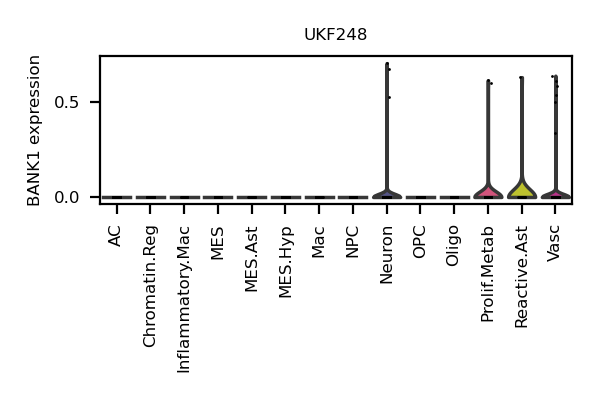 UKF248
BANK1 expression
0.5
0.0
AC
Chromatin.Reg
Inflammatory.Mac
MES
MES.Ast
MES.Hyp
Mac
NPC
Neuron
OPC
Oligo
Prolif.Metab
Reactive.Ast
Vasc